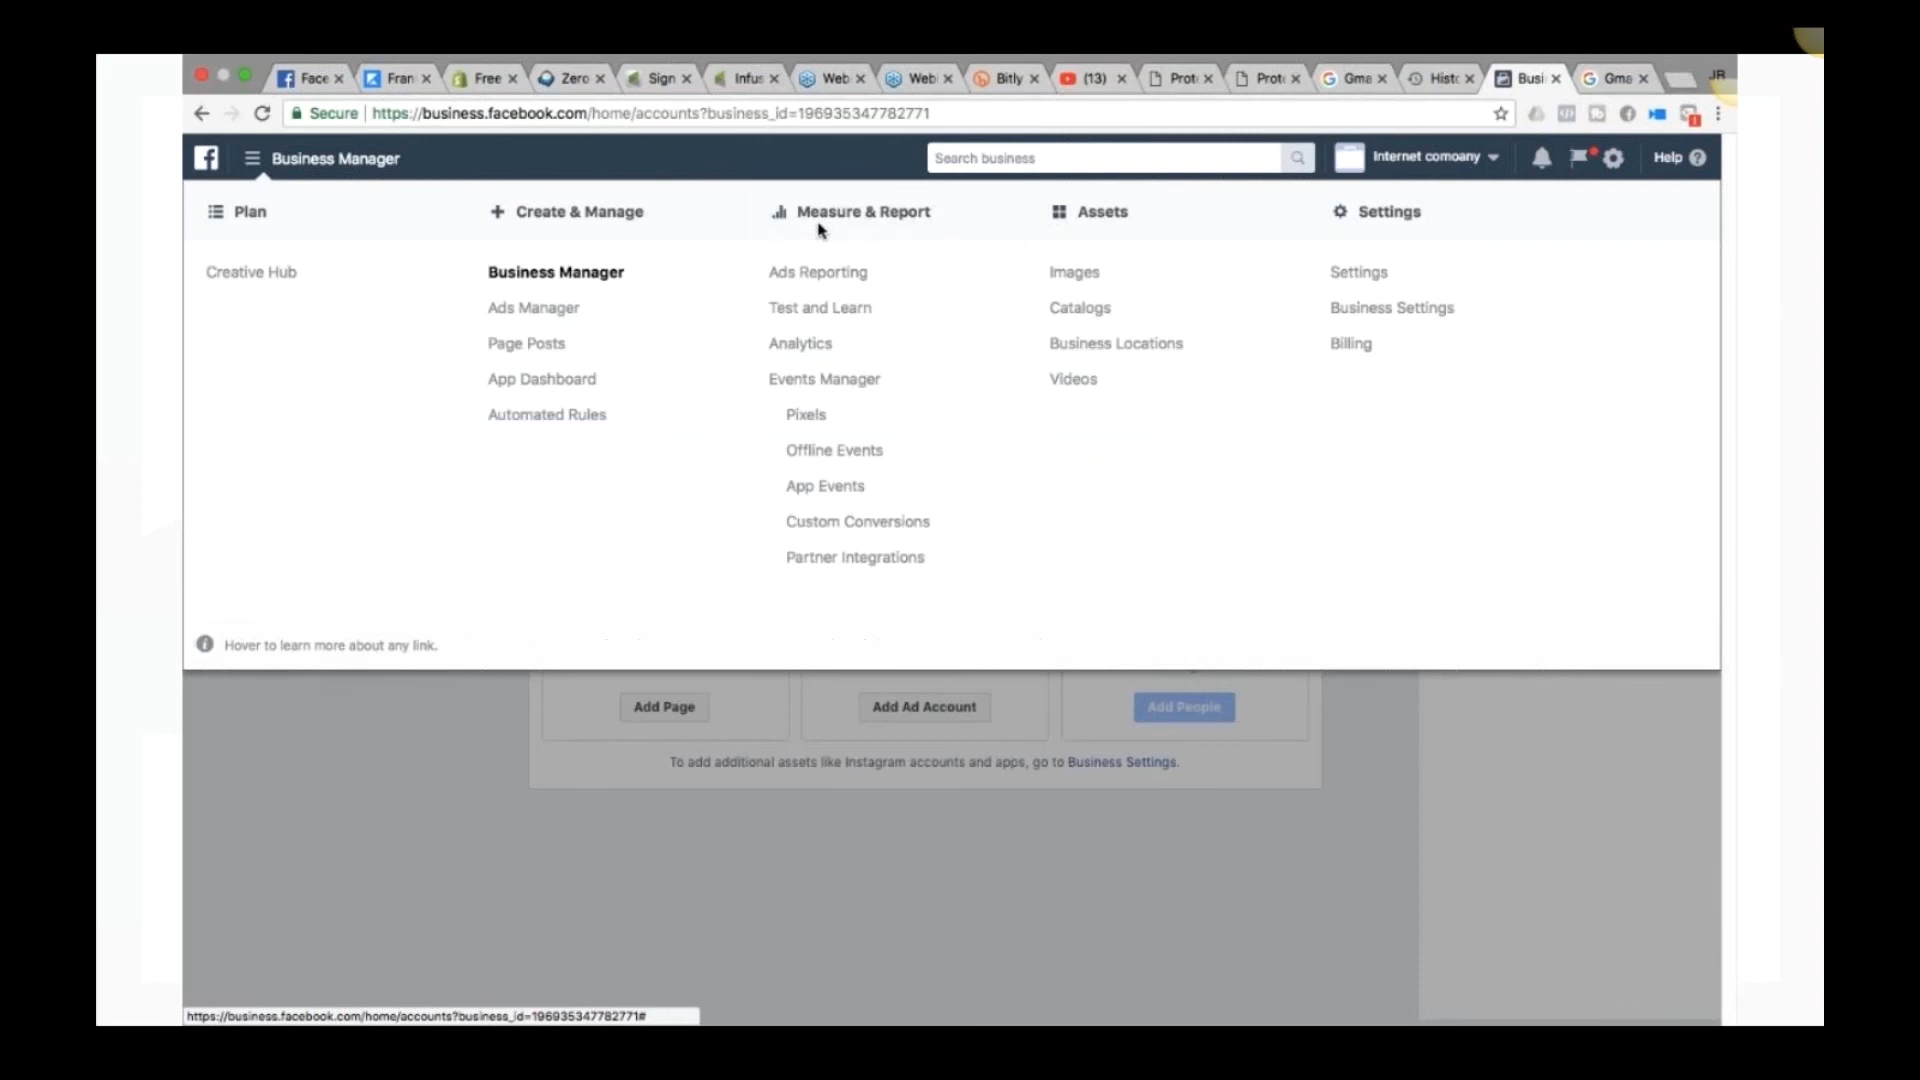 Face
Fran
Free
Zero
Sign
Infus
Web
Web
Bitly
(13)
Prot
Prot
Gma
Histo
Busi
Gma
JR
Secure | https://business.facebook.com/home/accounts?business_id=196935347782771
Business Manager
Search business
Internet comoany
Help
Plan
Create & Manage
Measure & Report
Assets
Settings
Creative Hub
Business Manager
Ads Manager
Page Posts
App Dashboard
Automated Rules
Ads Reporting
Test and Learn
Analytics
Events Manager
Pixels
Offline Events
App Events
Custom Conversions
Partner Integrations
Images
Catalogs
Business Locations
Videos
Settings
Business Settings
Billing
Hover to learn more about any link.
Add Page
Add Ad Account
Add People
To add additional assets like Instagram accounts and apps, go to Business Settings.
https://business.facebook.com/home/accounts?business_id=196935347782771#